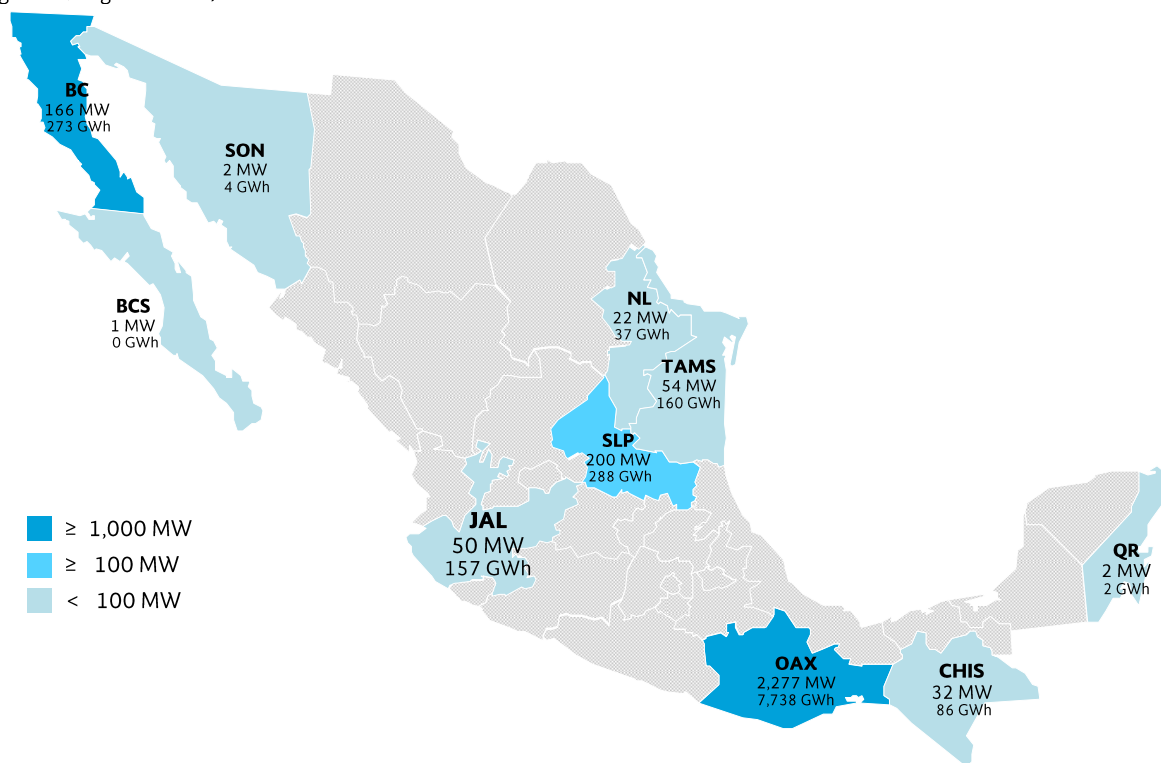 BC
166 MW
273 GWh
SON
2 MW
4 GWh
BCS
1 MW
0 GWh
NL
22 MW
37 GWh
TAMS
54 MW
160 GWh
SLP
200 MW
288 GWh
JAL
50 MW
157 GWh
≥ 1,000 MW
≥ 100 MW
< 100 MW
QR
2 MW
2 GWh
OAX
2,277 MW
7,738 GWh
CHIS
32 MW
86 GWh